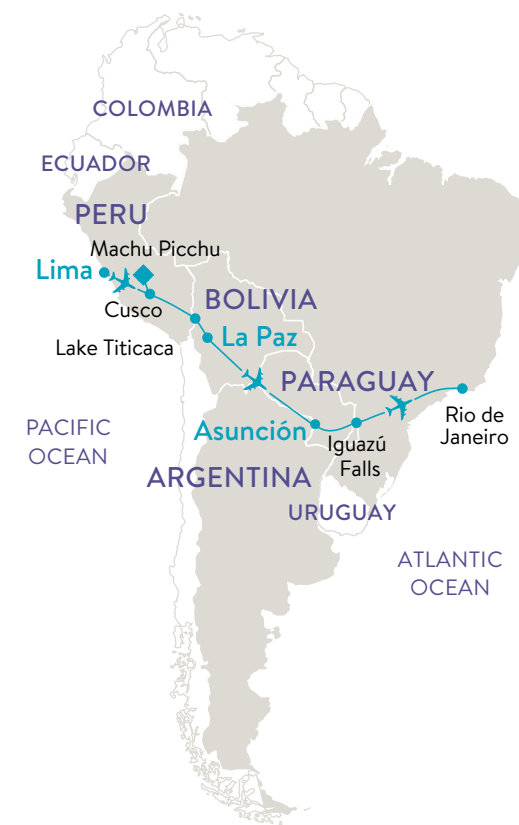 COLOMBIA
ECUADOR
PERU
Machu Picchu
Lima
Cusco
BOLIVIA
La Paz
Lake Titicaca
PARAGUAY
Rio de
Janeiro
Asunción
Iguazú
Falls
PACIFIC
OCEAN
ARGENTINA
URUGUAY
ATLANTIC
OCEAN